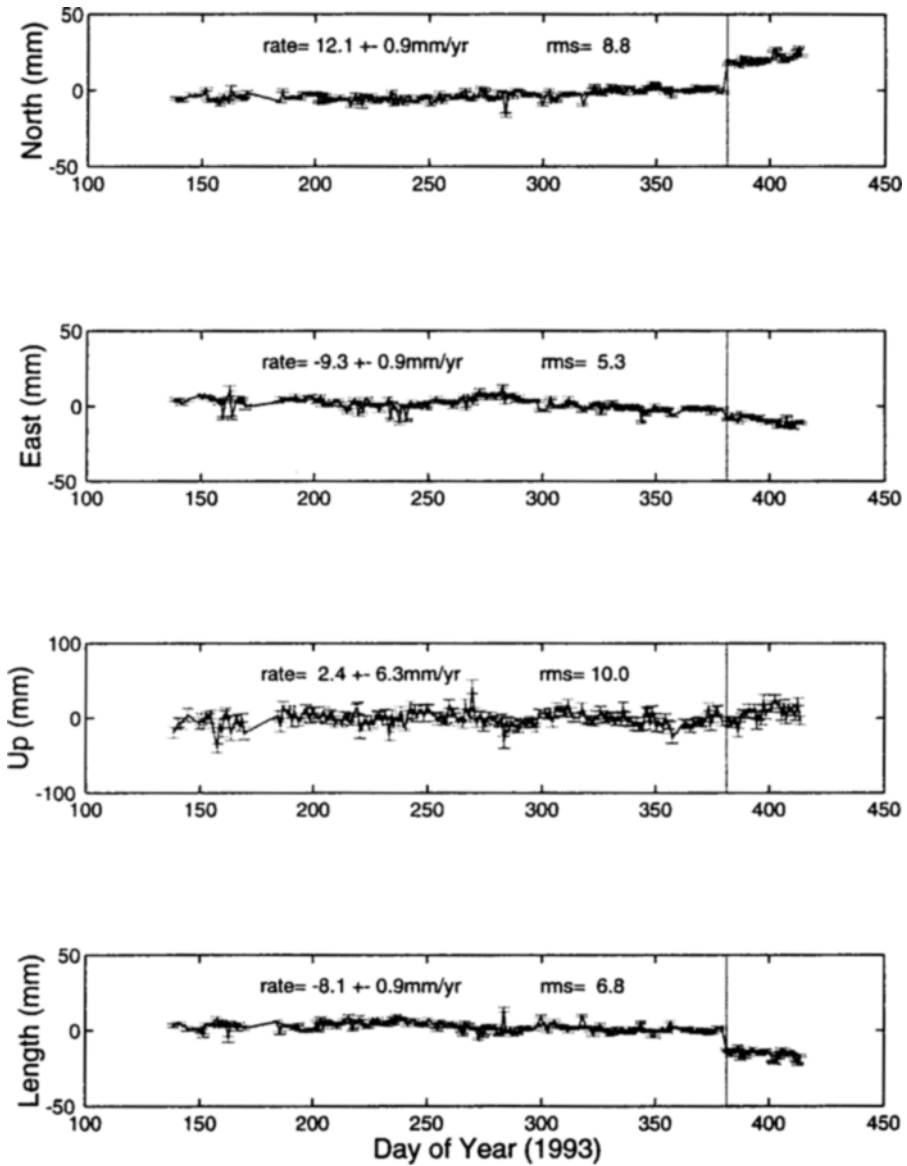 50
rate= 12.1 +- 0.9mm/yr rms= 8.8
North (mm)
0
-50
100 150 200 250 300 350 400 450
50
rate= -9.3 +- 0.9mm/yr rms= 5.3
East (mm)
0
-50
100 150 200 250 300 350 400 450
100
rate= 2.4 +- 6.3mm/yr rms= 10.0
Up (mm)
0
-100
100 150 200 250 300 350 400 450
50
rate= -8.1 +- 0.9mm/yr rms= 6.8
Length (mm)
0
-50
100 150 200 250 300 350 400 450
Day of Year (1993)